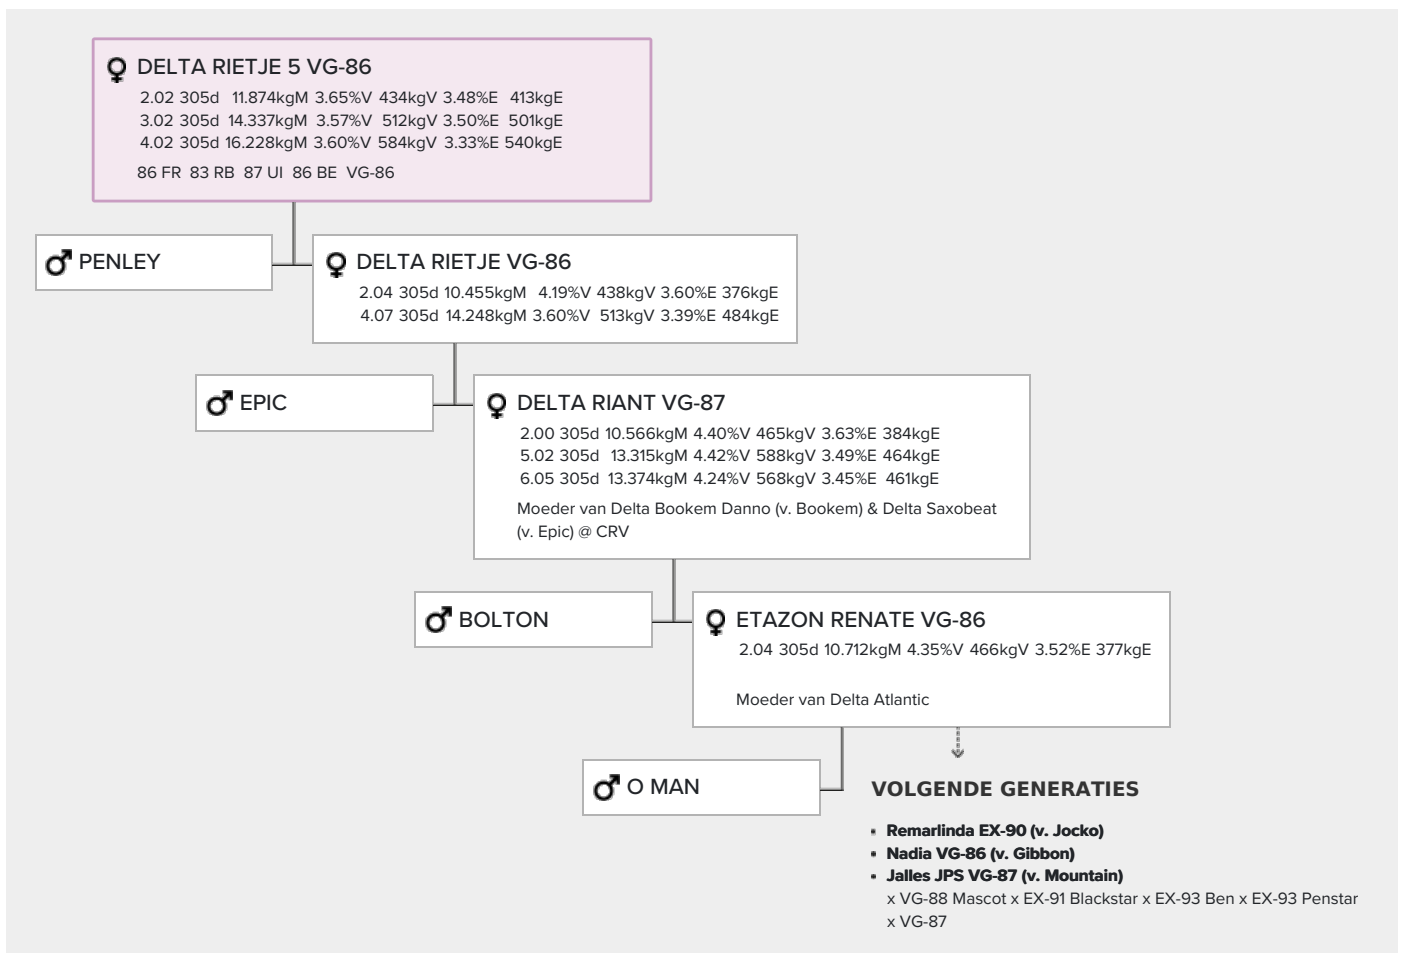 DELTA RIETJE 5 VG-86
2.02 305d 11.874kgM 3.65%V 434kgV 3.48%E 413kgE
3.02 305d 14.337kgM 3.57%V 512kgV 3.50%E 501kgE
4.02 305d 16.228kgM 3.60%V 584kgV 3.33%E 540kgE
86 FR 83 RB 87 UI 86 BE VG-86
PENLEY
DELTA RIETJE VG-86
2.04 305d 10.455kgM 4.19%V 438kgV 3.60%E 376kgE
4.07 305d 14.248kgM 3.60%V 513kgV 3.39%E 484kgE
EPIC
DELTA RIANT VG-87
2.00 305d 10.566kgM 4.40%V 465kgV 3.63%E 384kgE
5.02 305d 13.315kgM 4.42%V 588kgV 3.49%E 464kgE
6.05 305d 13.374kgM 4.24%V 568kgV 3.45%E 461kgE
Moeder van Delta Bookem Danno (v. Bookem) & Delta Saxobeat
(v. Epic) @ CRV
BOLTON
ETAZON RENATE VG-86
2.04 305d 10.712kgM 4.35%V 466kgV 3.52%E 377kgE
Moeder van Delta Atlantic
O MAN
VOLGENDE GENERATIES
Remarlinda EX-90 (v. Jocko)
Nadia VG-86 (v. Gibbon)
Jalles JPS VG-87 (v. Mountain)
x VG-88 Mascot x EX-91 Blackstar x EX-93 Ben x EX-93 Penstar
x VG-87